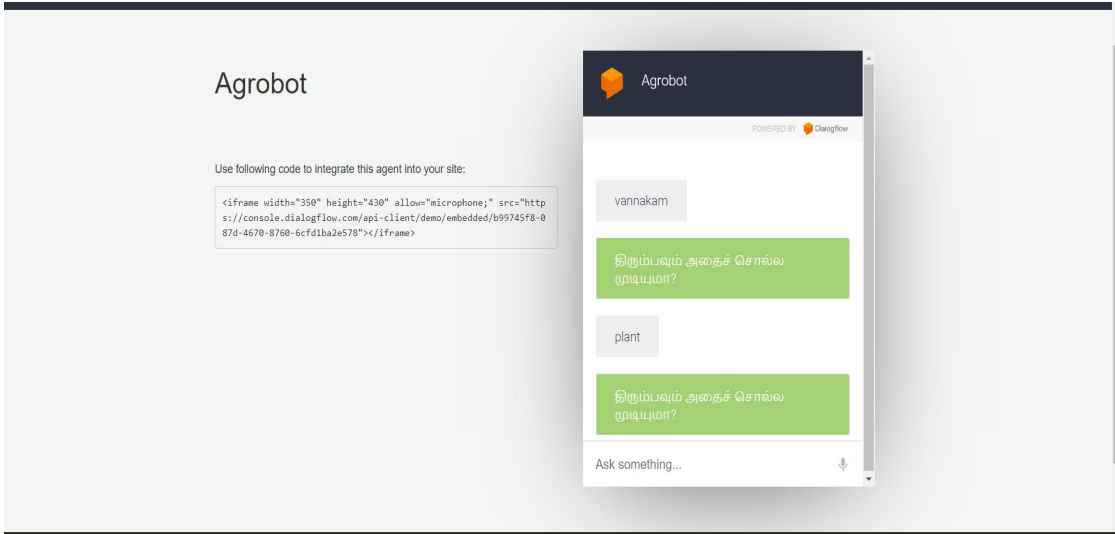 Agrobot
Use following code to integrate this agent into your site:
<iframe width="350" height="430" allow="microphone;" src="http
s://console.dialogflow.com/api-client/demo/embedded/b99745f8-0
87d-4670-8760-6cfd1ba2e578"></iframe>
Agrobot
POWERED BY Dialogflow
vannakam
திரும்பவும் அதைச் சொல்ல
முடியுமா?
plant
திரும்பவும் அதைச் சொல்ல
முடியுமா?
Ask something...